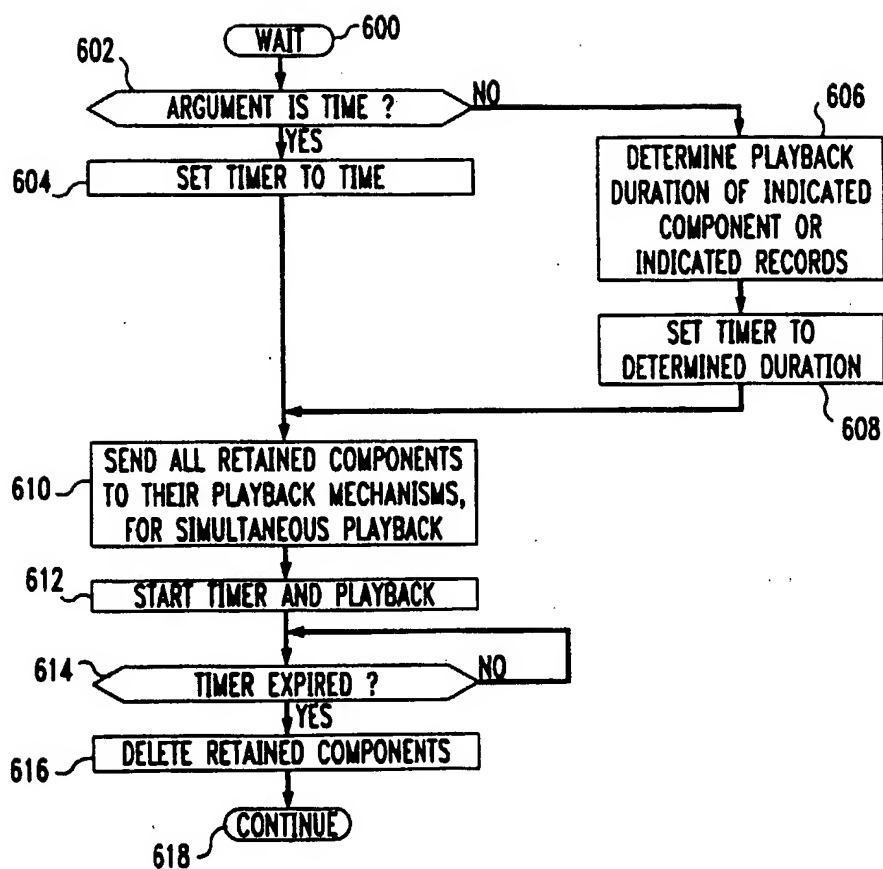 WAIT
600
602
ARGUMENT IS TIME ?
NO
YES
604
SET TIMER TO TIME
606
DETERMINE PLAYBACK
DURATION OF INDICATED
COMPONENT OR
INDICATED RECORDS
SET TIMER TO
DETERMINED DURATION
608
610
SEND ALL RETAINED COMPONENTS
TO THEIR PLAYBACK MECHANISMS,
FOR SIMULTANEOUS PLAYBACK
612
START TIMER AND PLAYBACK
614
TIMER EXPIRED ?
NO
YES
616
DELETE RETAINED COMPONENTS
CONTINUE
618